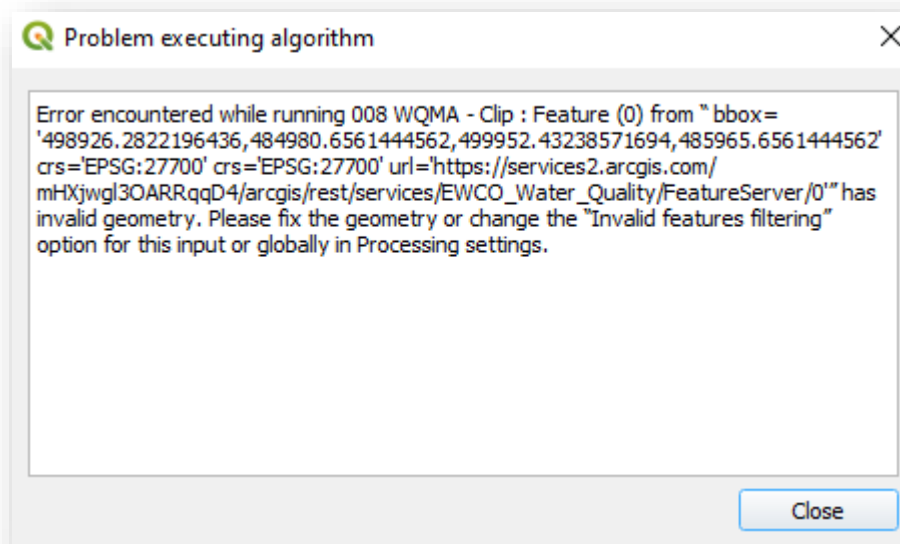 Problem executing algorithm
Error encountered while running 008 WQMA - Clip : Feature (0) from “ bbox=
'498926.2822196436,484980.6561444562,499952.43238571694,485965.6561444562'
crs='EPSG:27700' crs='EPSG:27700' url='https://services2.arcgis.com/
mHXjwgl3OARRqqD4/arcgis/rest/services/EWCO_Water_Quality/FeatureServer/0'” has
invalid geometry. Please fix the geometry or change the “Invalid features filtering”
option for this input or globally in Processing settings.
Close